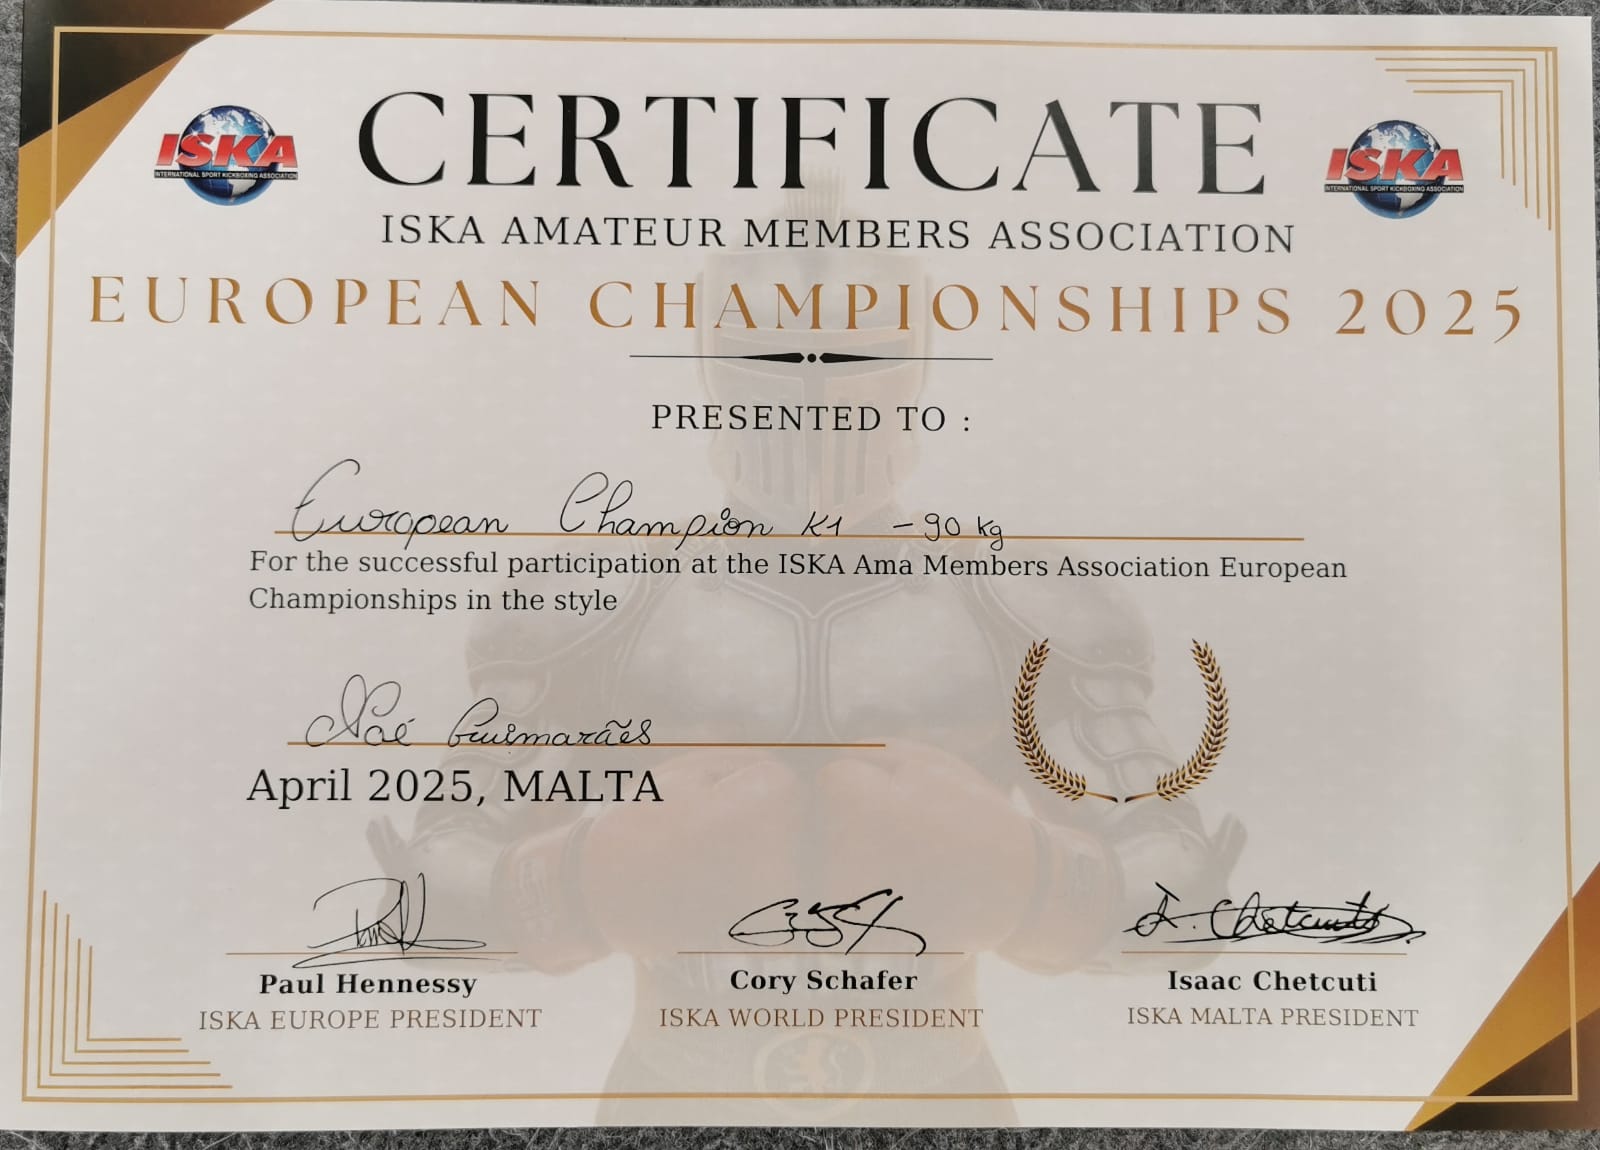 CERTIFICATE
ISKA
INTERNATIONAL SPORT KICKBOXING ASSOCIATION
ISKA
INTERNATIONAL SPORT KICKBOXING ASSOCIATION
ISKA AMATEUR MEMBERS ASSOCIATION
EUROPEAN CHAMPIONSHIPS 2025
PRESENTED TO :
European Champion K1 -90 kg
For the successful participation at the ISKA Ama Members Association European
Championships in the style
Noé Guimarães
April 2025, MALTA
A. Chetcuti
Paul Hennessy
Cory Schafer
Isaac Chetcuti
ISKA EUROPE PRESIDENT
ISKA WORLD PRESIDENT
ISKA MALTA PRESIDENT